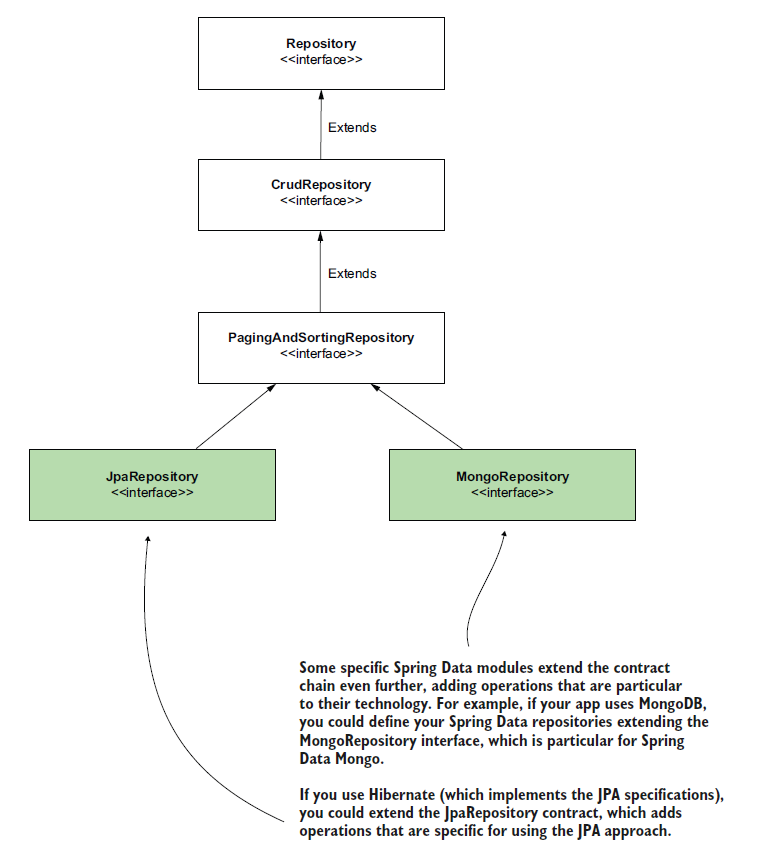 Repository
<<interface>>
Extends
CrudRepository
<<interface>>
Extends
PagingAndSortingRepository
<<interface>>
JpaRepository
<<interface>>
MongoRepository
<<interface>>
Some specific Spring Data modules extend the contract
chain even further, adding operations that are particular
to their technology. For example, if your app uses MongoDB,
you could define your Spring Data repositories extending the
MongoRepository interface, which is particular for Spring
Data Mongo.
If you use Hibernate (which implements the JPA specifications),
you could extend the JpaRepository contract, which adds
operations that are specific for using the JPA approach.